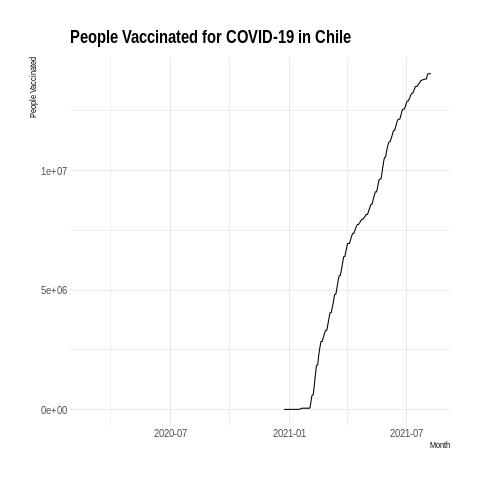 People Vaccinated for COVID-19 in Chile
People Vaccinated
1e+07
5e+06
0e+00
2020-07 2021-01 2021-07
Month